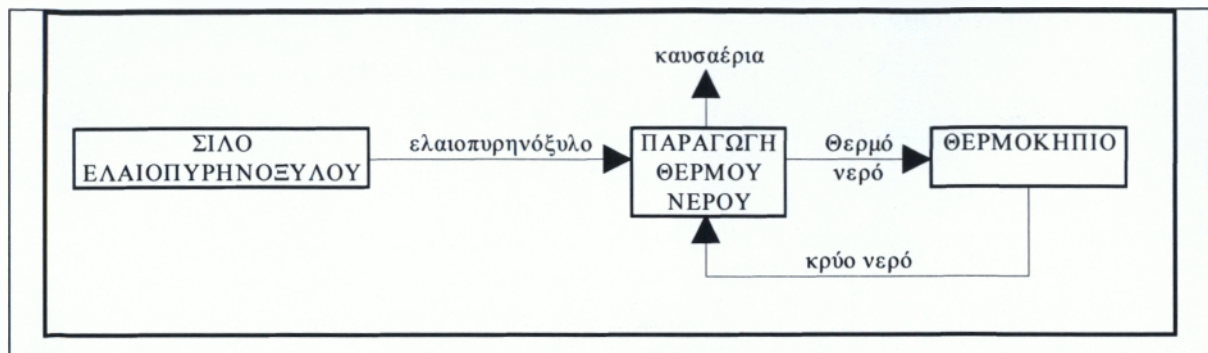 καυσαέρια
ΣΙΛΟ
ΕΛΑΙΟΠΥΡΗΝΟΞΥΛΟΥ
ελαιοπυρηνόξυλο
ΠΑΡΑΓΩΓΗ
ΘΕΡΜΟΥ
ΝΕΡΟΥ
Θερμό
νερό
ΘΕΡΜΟΚΗΠΙΟ
κρύο νερό